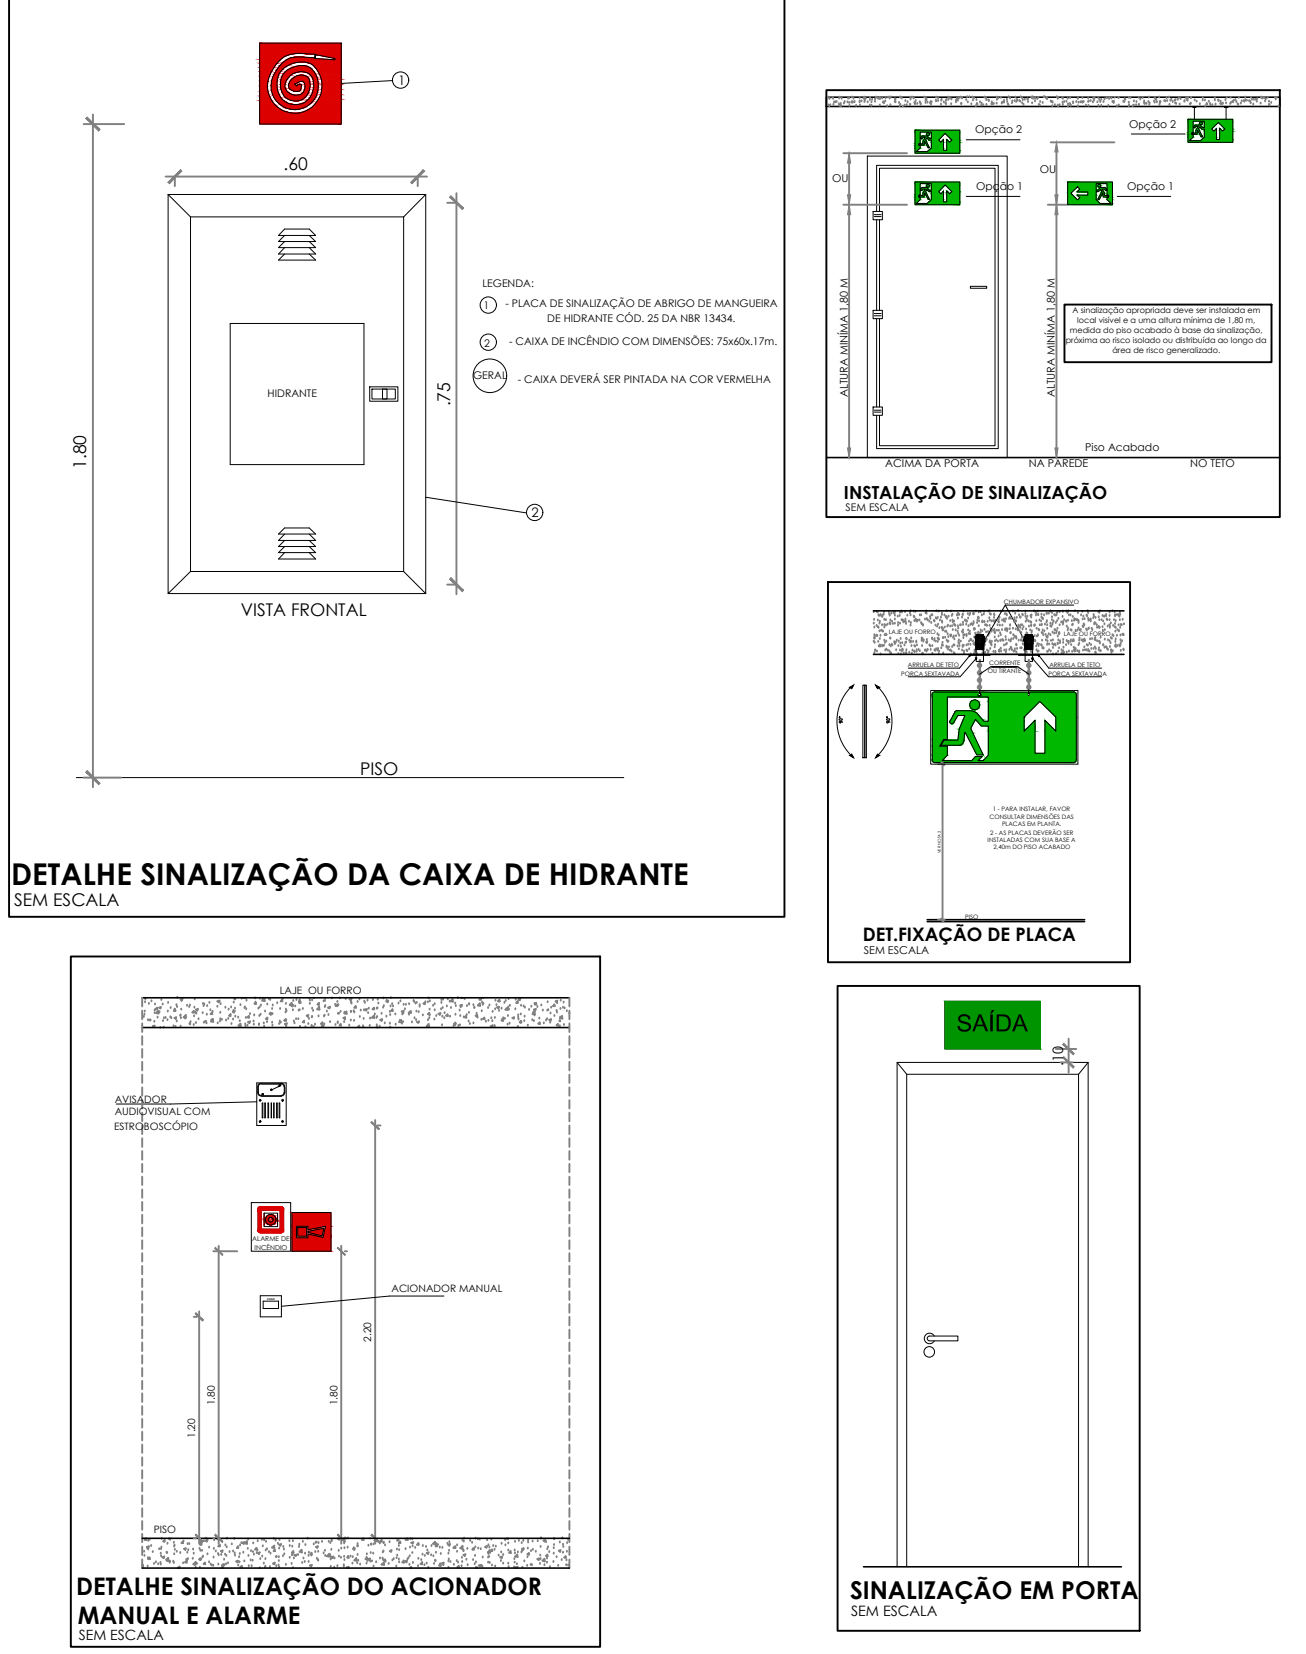 1
.60
.75
1.80
HIDRANTE
2
VISTA FRONTAL
PISO
LEGENDA:
1 - PLACA DE SINALIZAÇÃO DE ABRIGO DE MANGUEIRA
DE HIDRANTE CÓD. 25 DA NBR 13434.
2 - CAIXA DE INCÊNDIO COM DIMENSÕES: 75x60x.17m.
GERAL - CAIXA DEVERÁ SER PINTADA NA COR VERMELHA
DETALHE SINALIZAÇÃO DA CAIXA DE HIDRANTE
SEM ESCALA
Opção 2
Opção 2
OU
OU
Opção 1
Opção 1
ALTURA MINÍMA 1.80 M
ALTURA MINÍMA 1.80 M
A sinalização apropriada deve ser instalada em
local visível e a uma altura mínima de 1,80 m,
medida do piso acabado à base da sinalização,
próxima ao risco isolado ou distribuída ao longo da
área de risco generalizado.
Piso Acabado
ACIMA DA PORTA
NA PAREDE
NO TETO
INSTALAÇÃO DE SINALIZAÇÃO
SEM ESCALA
CHUMBADOR EXPANSIVO
LAJE OU FORRO
LAJE OU FORRO
ARRUELA DE TETO
PORCA SEXTAVADA
CORRENTE
OU TIRANTE
ARRUELA DE TETO
PORCA SEXTAVADA
1 - PARA INSTALAR, FAVOR
CONSULTAR DIMENSÕES DAS
PLACAS EM PLANTA.
2 - AS PLACAS DEVERÃO SER
INSTALADAS COM SUA BASE A
2,40m DO PISO ACABADO
PISO
DET.FIXAÇÃO DE PLACA
SEM ESCALA
LAJE OU FORRO
AVISADOR
AUDIOVISUAL COM
ESTROBOSCÓPIO
ALARME DE
INCÊNDIO
ACIONADOR MANUAL
2.20
1.80
1.80
1.20
PISO
DETALHE SINALIZAÇÃO DO ACIONADOR
MANUAL E ALARME
SEM ESCALA
SAÍDA
.10
SINALIZAÇÃO EM PORTA
SEM ESCALA